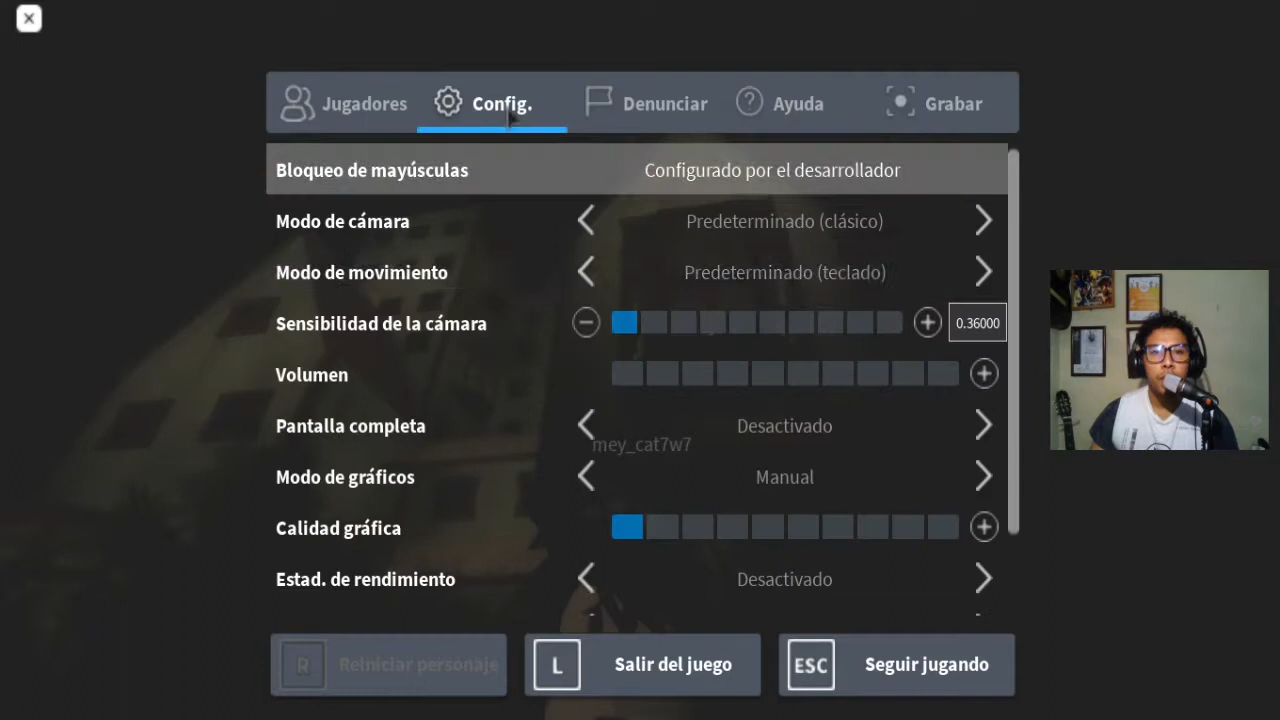 Jugadores
Config.
Denunciar
Ayuda
Grabar
Bloqueo de mayúsculas Configurado por el desarrollador
Modo de cámara Predeterminado (clásico)
Modo de movimiento Predeterminado (teclado)
Sensibilidad de la cámara 0.36000
Volumen
Pantalla completa Desactivado
mey_cat7w7
Modo de gráficos Manual
Calidad gráfica
Estad. de rendimiento Desactivado
R Reiniciar personaje
L Salir del juego
ESC Seguir jugando